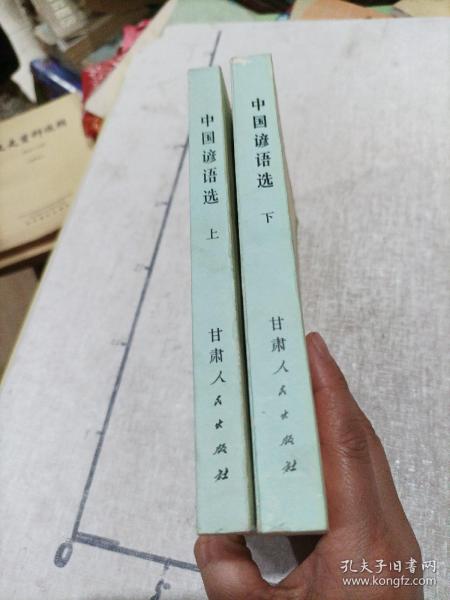 中国谚语选
上
甘肃人民出版社
中国谚语选
下
甘肃人民出版社
孔夫子旧书网
www.kongfz.com